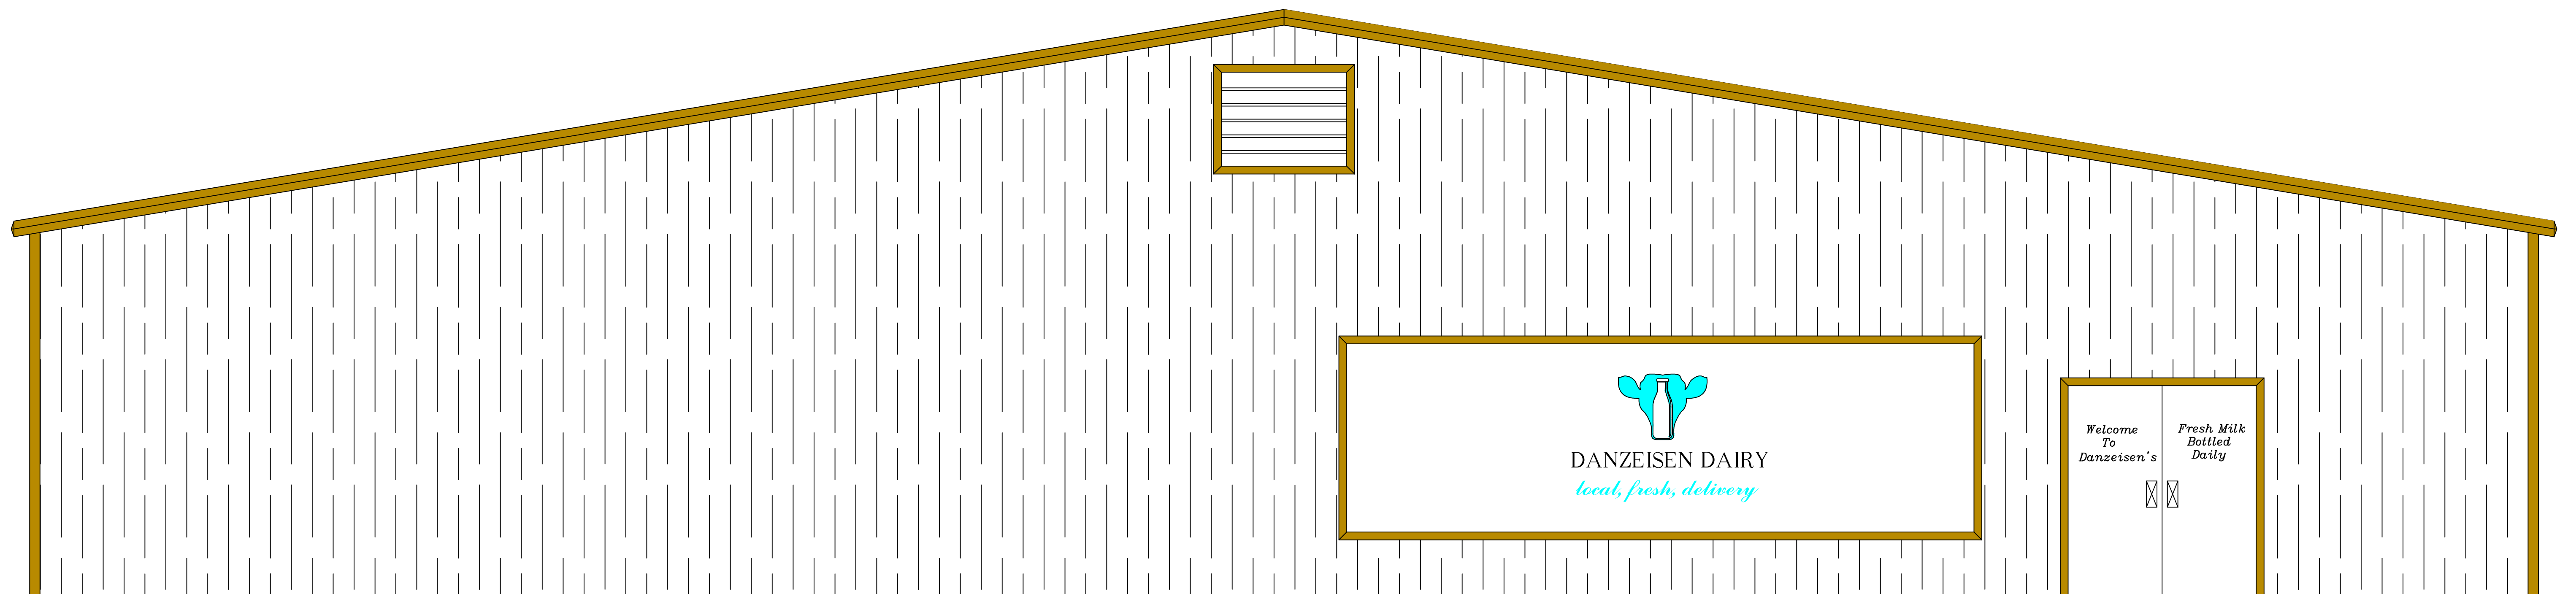 DANZEISEN DAIRY
local, fresh, delivery
Welcome
To
Danzeisen's
Fresh Milk
Bottled
Daily